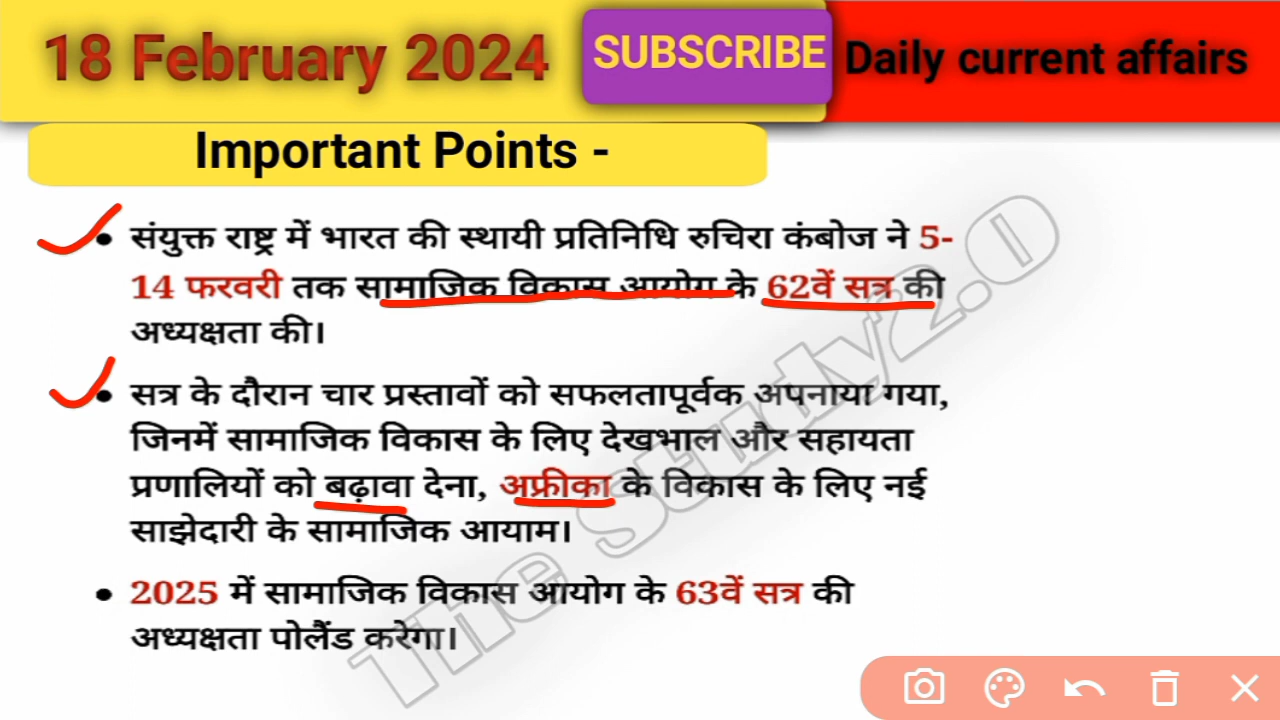 18 February 2024
SUBSCRIBE
Daily current affairs
Important Points -
• संयुक्त राष्ट्र में भारत की स्थायी प्रतिनिधि रुचिरा कंबोज ने 5-
14 फरवरी तक सामाजिक विकास आयोग के 62वें सत्र की
अध्यक्षता की।
• सत्र के दौरान चार प्रस्तावों को सफलतापूर्वक अपनाया गया,
जिनमें सामाजिक विकास के लिए देखभाल और सहायता
प्रणालियों को बढ़ावा देना, अफ्रीका के विकास के लिए नई
साझेदारी के सामाजिक आयाम।
• 2025 में सामाजिक विकास आयोग के 63वें सत्र की
अध्यक्षता पोलैंड करेगा।
The Study2.0